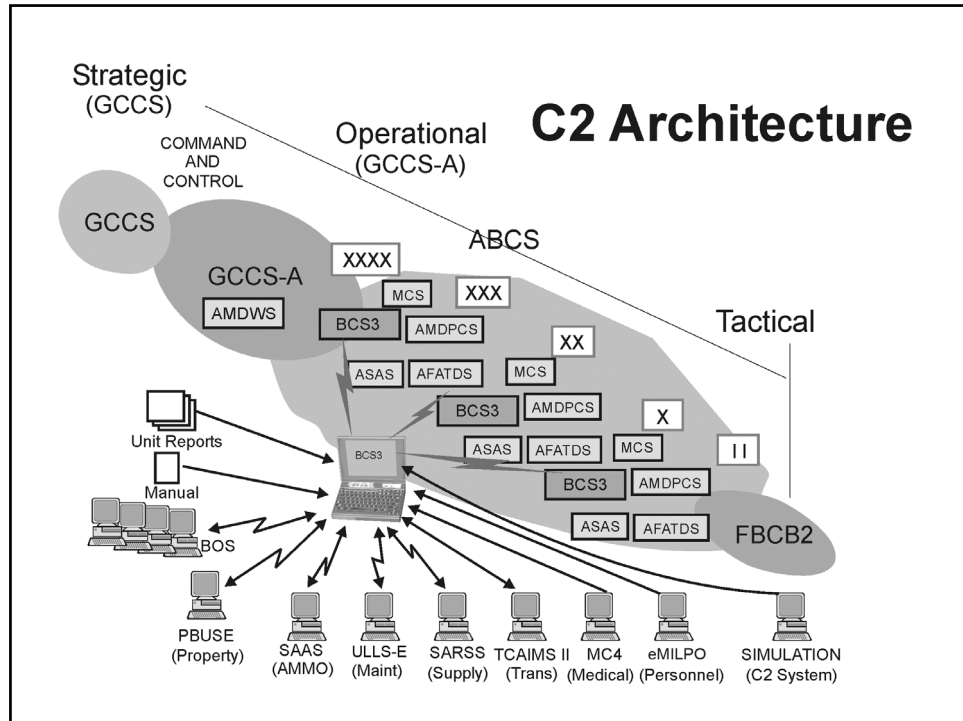 Strategic
(GCCS)
C2 Architecture
Operational
(GCCS-A)
COMMAND
AND
CONTROL
GCCS
ABCS
XXXX
GCCS-A
MCS
XXX
AMDWS
BCS3
AMDPCS
Tactical
XX
ASAS
AFATDS
MCS
BCS3
AMDPCS
X
Unit Reports
BCS3
ASAS
AFATDS
MCS
II
Manual
BCS3
AMDPCS
ASAS
AFATDS
FBCB2
BOS
PBUSE
(Property)
SAAS
(AMMO)
ULLS-E
(Maint)
SARSS
(Supply)
TCAIMS II
(Trans)
MC4
(Medical)
eMILPO
(Personnel)
SIMULATION
(C2 System)